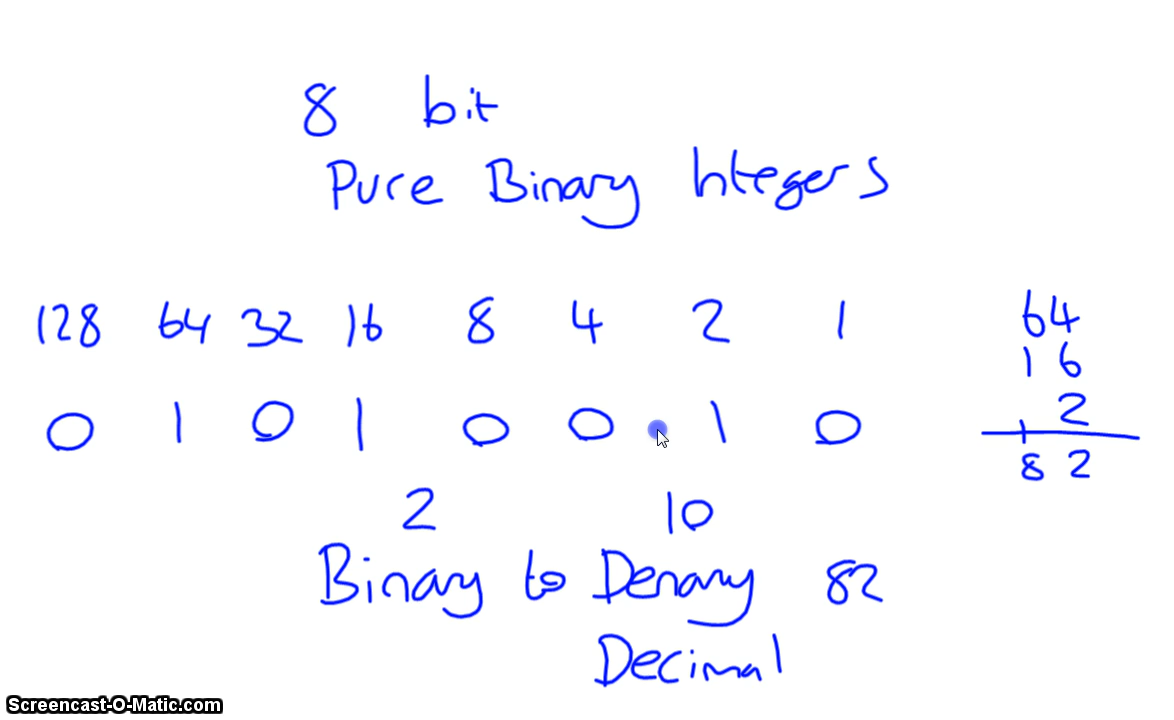 8 bit
Pure Binary Integers
128 64 32 16 8 4 2 1
0 1 0 1 0 0 1 0
64
16
2
1
82
2 10
Binary to Denary 82
Decimal
Screencast-O-Matic.com